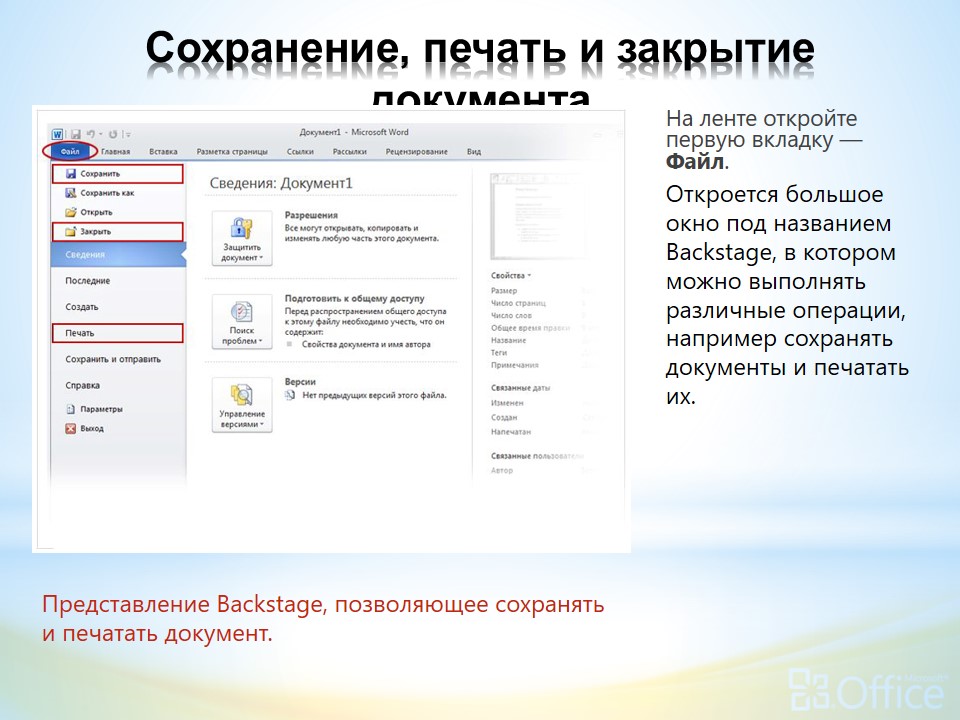 Сохранение, печать и закрытие
документа
Документ1 - Microsoft Word
Файл Главная Вставка Разметка страницы Ссылки Рассылки Рецензирование Вид
Сохранить
Сохранить как
Открыть
Закрыть
Сведения
Последние
Создать
Печать
Сохранить и отправить
Справка
Параметры
Выход
Сведения: Документ1
Защитить
документ
Разрешения
Все могут открывать, копировать и
изменять любую часть этого документа.
Поиск
проблем
Подготовить к общему доступу
Перед распространением общего доступа
к этому файлу необходимо учесть, что он
содержит:
Свойства документа и имя автора
Управление
версиями
Версии
Нет предыдущих версий этого файла.
Свойства
Размер
Число страниц
Число слов
Общее время правки
Название
Теги
Примечания
Связанные даты
Изменен
Создан
Напечатан
Связанные пользователи
Автор
На ленте откройте
первую вкладку —
Файл.
Откроется большое
окно под названием
Backstage, в котором
можно выполнять
различные операции,
например сохранять
документы и печатать
их.
Представление Backstage, позволяющее сохранять
и печатать документ.
Microsoft
Office